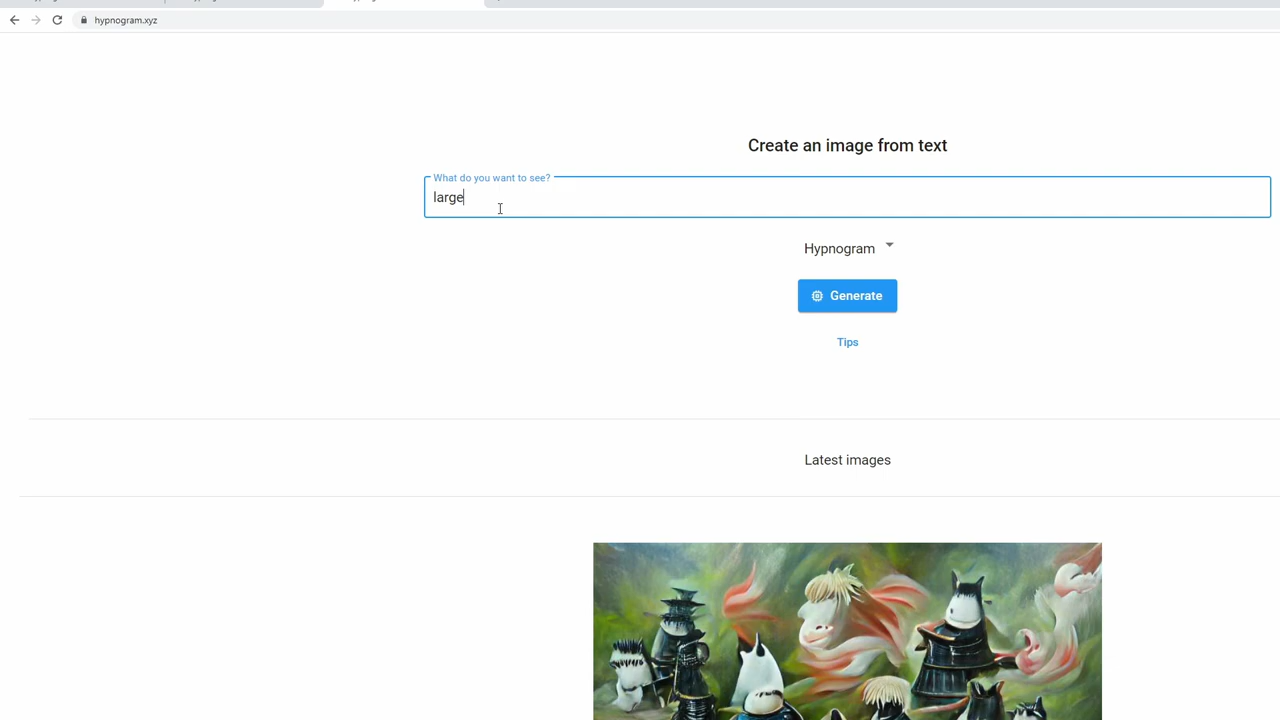 hypnogram.xyz
Create an image from text
What do you want to see?
large
Hypnogram
Generate
Tips
Latest images